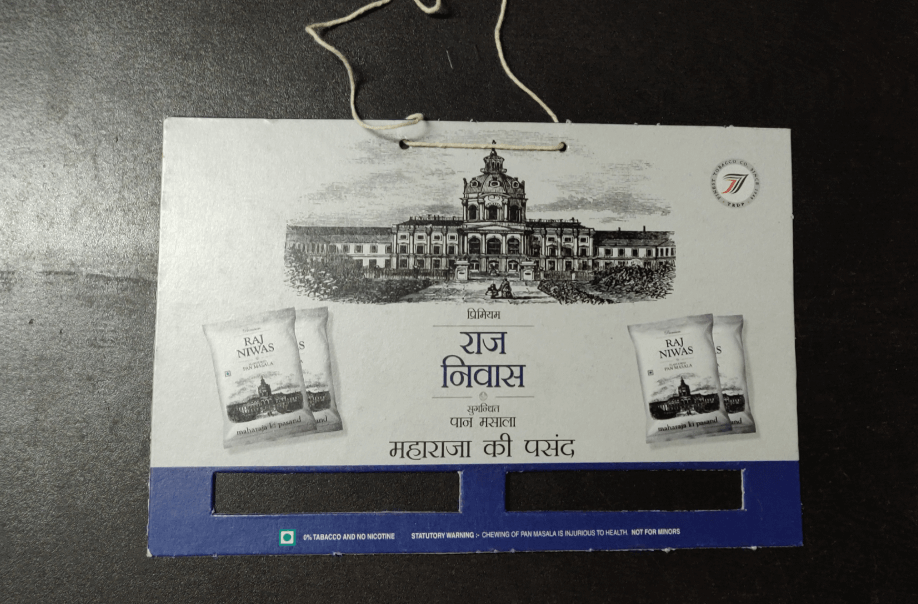 प्रिमियम
राज
निवास
सुगन्धित
पान मसाला
महाराजा की पसंद
RAJ
NIWAS
PAN MASALA
maharaja ki pasand
RAJ
NIWAS
PAN MASALA
maharaja ki pasand
0% TABACCO AND NO NICOTINE STATUTORY WARNING :- CHEWING OF PAN MASALA IS INJURIOUS TO HEALTH. NOT FOR MINORS